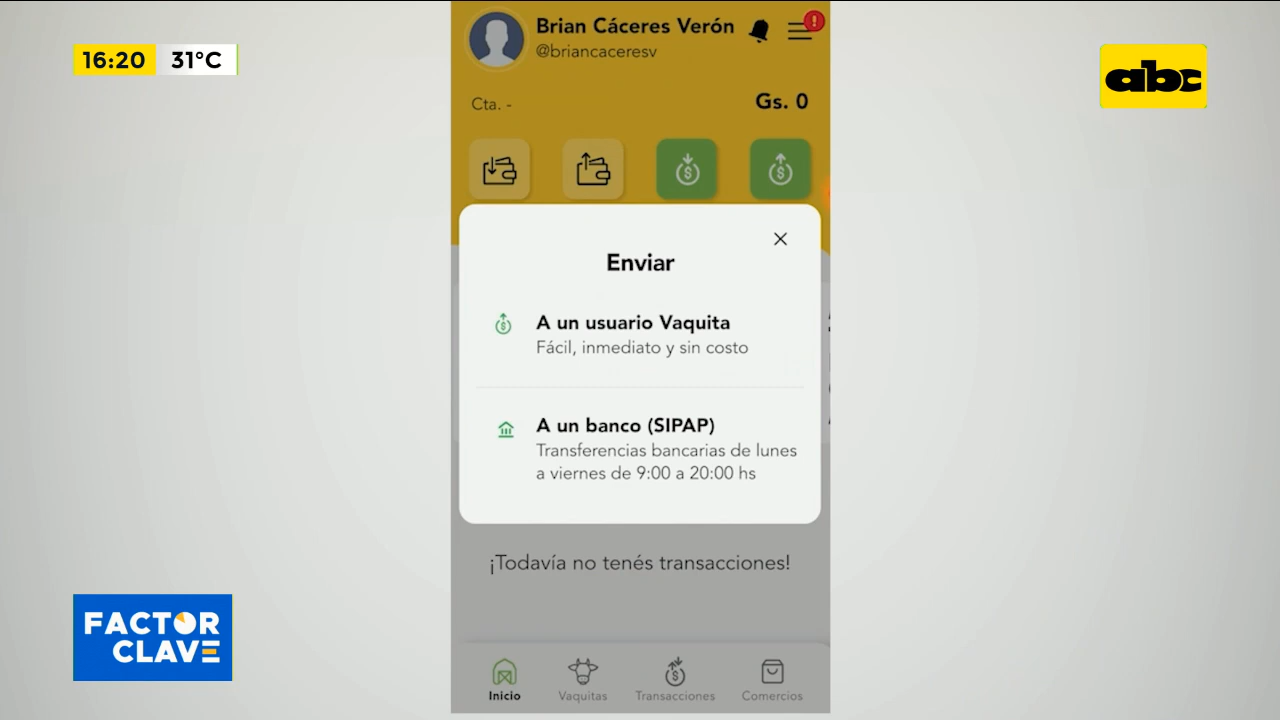 16:20 31°C
abc
Brian Cáceres Verón
@briancaceresv
Cta. -
Gs. 0
Enviar
A un usuario Vaquita
Fácil, inmediato y sin costo
A un banco (SIPAP)
Transferencias bancarias de lunes
a viernes de 9:00 a 20:00 hs
¡Todavía no tenés transacciones!
FACTOR
CLAVE
Inicio Vaquitas Transacciones Comercios